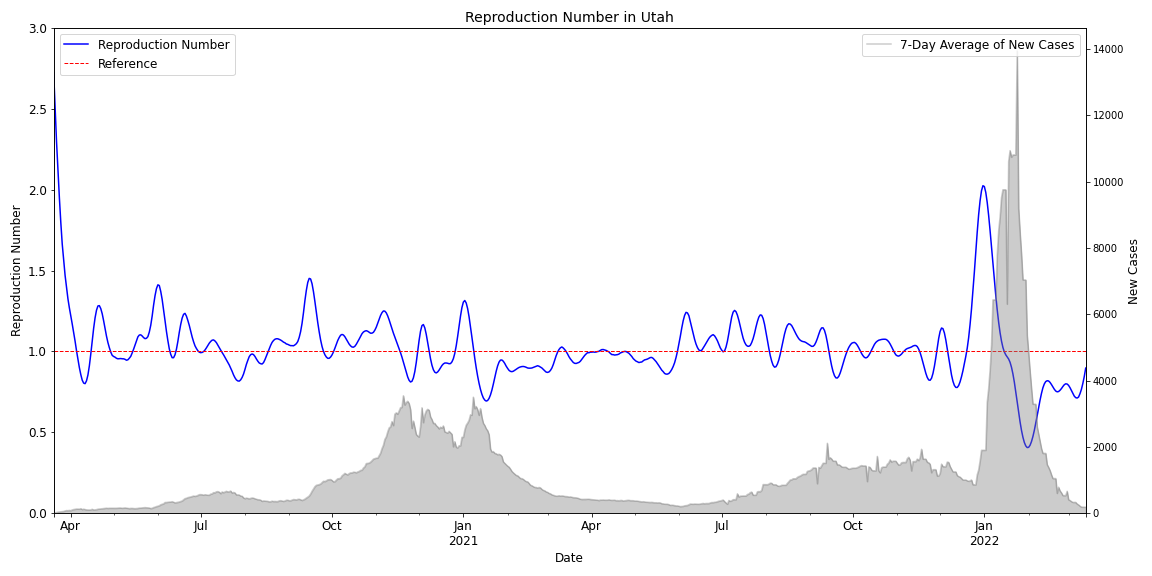 Reproduction Number in Utah
Reproduction Number
Reference
7-Day Average of New Cases
3.0
2.5
2.0
1.5
1.0
0.5
0.0
Reproduction Number
14000
12000
10000
8000
6000
4000
2000
0
New Cases
Apr
Jul
Oct
Jan
2021
Apr
Jul
Oct
Jan
2022
Date